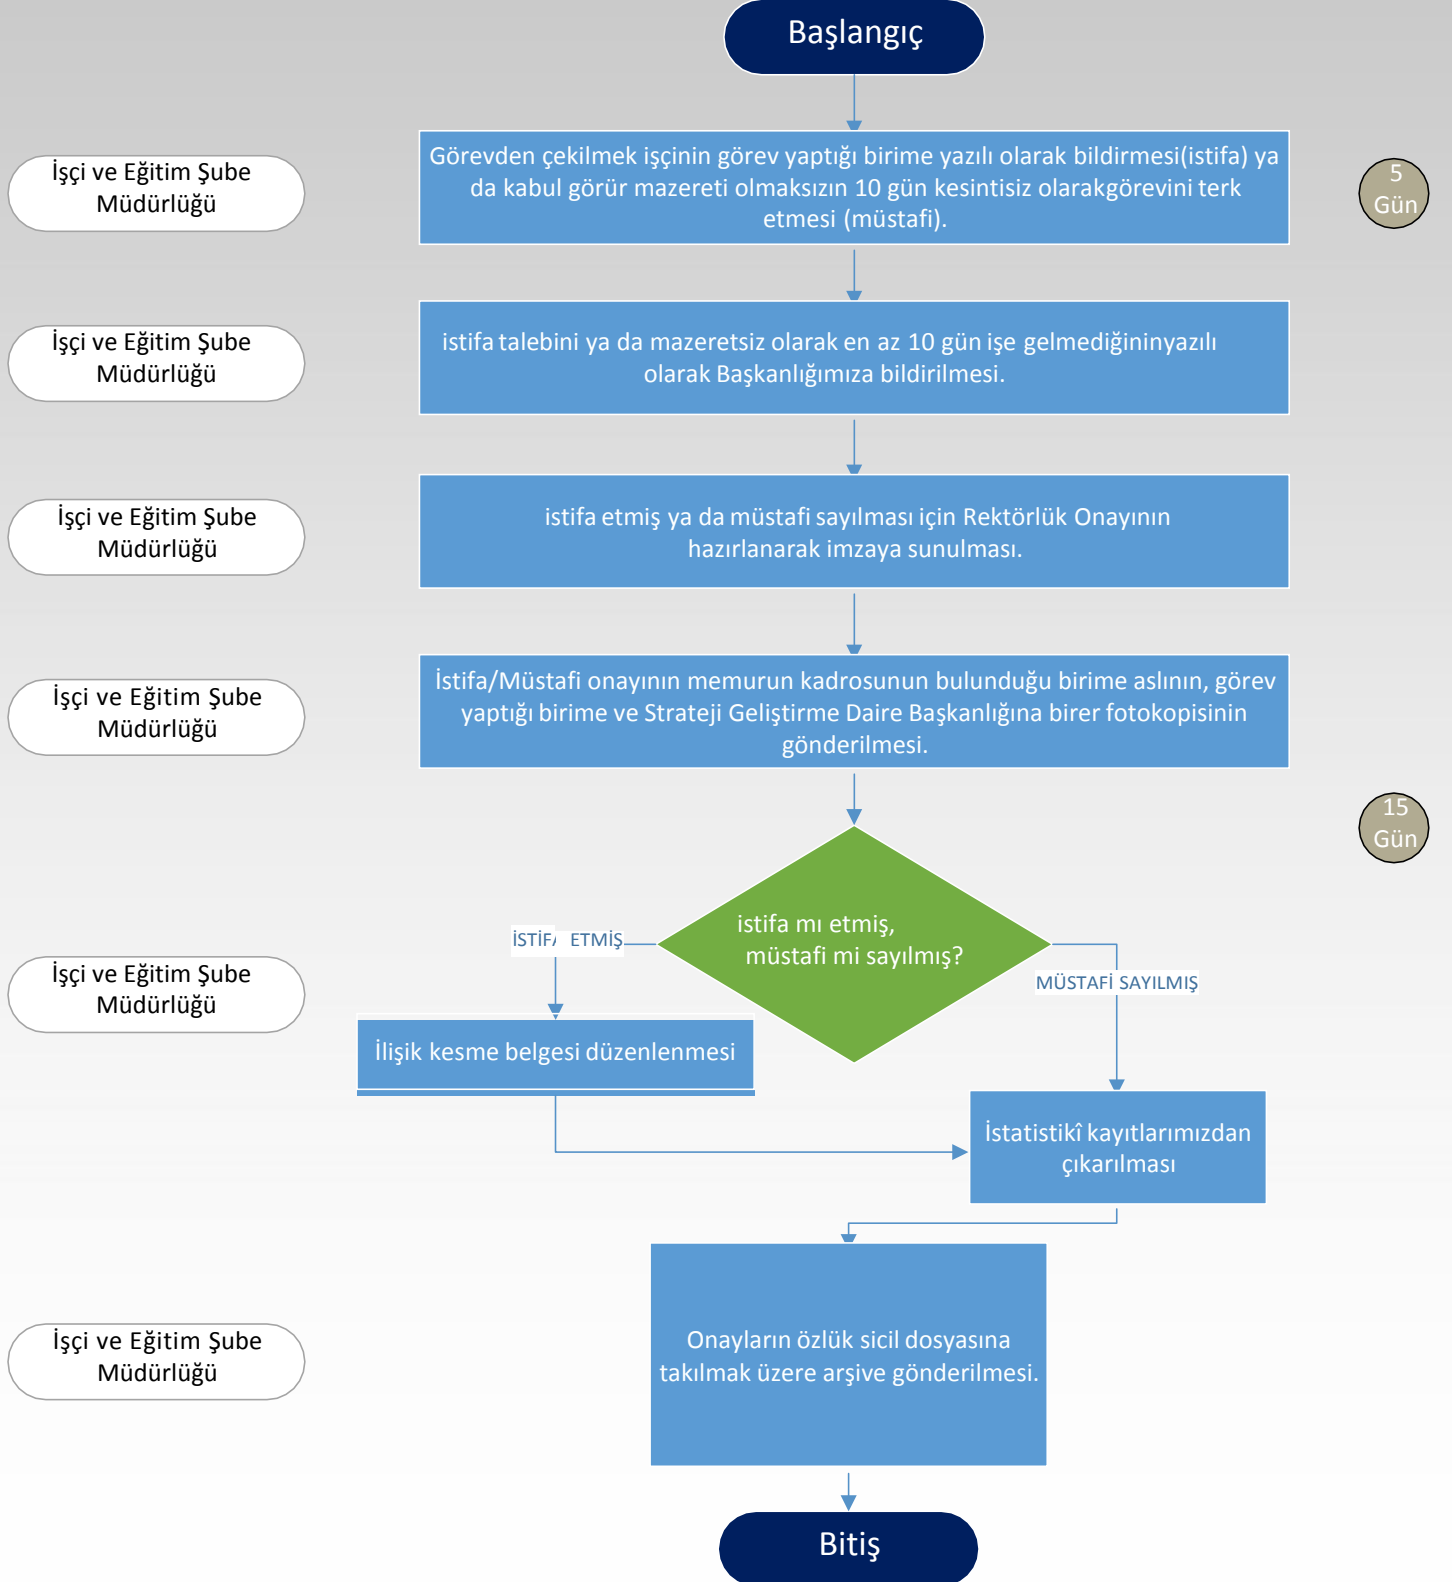 Başlangıç
İşçi ve Eğitim Şube
Müdürlüğü
Görevden çekilmek işçinin görev yaptığı birime yazılı olarak bildirmesi(istifa) ya
da kabul görür mazereti olmaksızın 10 gün kesintisiz olarakgörevini terk
etmesi (müstafi).
5
Gün
İşçi ve Eğitim Şube
Müdürlüğü
istifa talebini ya da mazeretsiz olarak en az 10 gün işe gelmediğininyazılı
olarak Başkanlığımıza bildirilmesi.
İşçi ve Eğitim Şube
Müdürlüğü
istifa etmiş ya da müstafi sayılması için Rektörlük Onayının
hazırlanarak imzaya sunulması.
İşçi ve Eğitim Şube
Müdürlüğü
İstifa/Müstafi onayının memurun kadrosunun bulunduğu birime aslının, görev
yaptığı birime ve Strateji Geliştirme Daire Başkanlığına birer fotokopisinin
gönderilmesi.
15
Gün
istifa mı etmiş,
müstafi mi sayılmış?
İSTİFA ETMİŞ
MÜSTAFİ SAYILMIŞ
İşçi ve Eğitim Şube
Müdürlüğü
İlişik kesme belgesi düzenlenmesi
İstatistikî kayıtlarımızdan
çıkarılması
İşçi ve Eğitim Şube
Müdürlüğü
Onayların özlük sicil dosyasına
takılmak üzere arşive gönderilmesi.
Bitiş